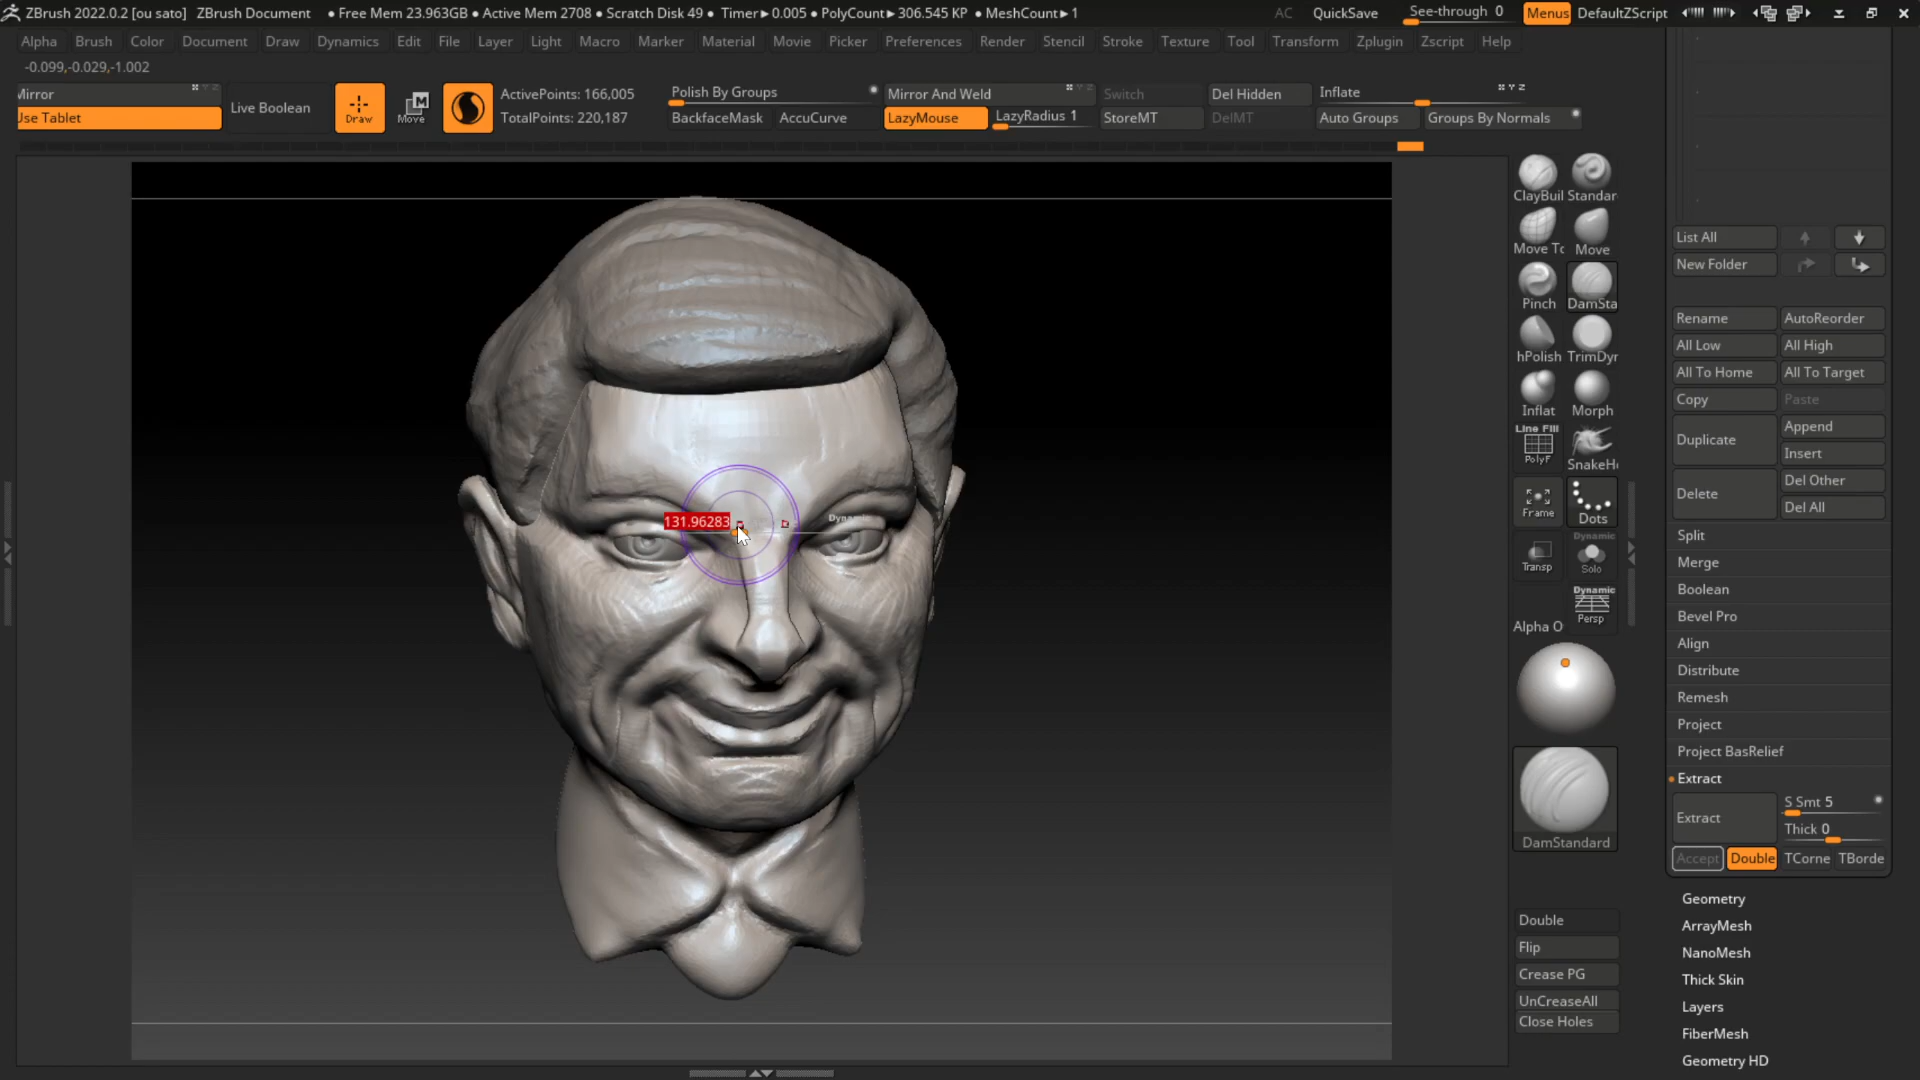 ZBrush 2022.0.2 [ou sato] ZBrush Document • Free Mem 23.963GB • Active Mem 2708 • Scratch Disk 49 • Timer▶0.005 • PolyCount▶306.545 KP • MeshCount▶1 AC QuickSave See-through 0 Menus DefaultZScript
Alpha Brush Color Document Draw Dynamics Edit File Layer Light Macro Marker Material Movie Picker Preferences Render Stencil Stroke Texture Tool Transform Zplugin Zscript Help
-0.099,-0.029,-1.002
Mirror
Use Tablet
Live Boolean
Draw
Move
ActivePoints: 166,005
TotalPoints: 220,187
Polish By Groups
BackfaceMask AccuCurve
Mirror And Weld
LazyMouse LazyRadius 1
Switch
StoreMT
Del Hidden
DelMT
Inflate
Auto Groups Groups By Normals
131.96283
Dynamic
ClayBuil Standar
Move To Move
Pinch DamSta
hPolish TrimDyr
Inflat Morph
Line Fill
PolyF SnakeHo
Frame Dots
Transp
Dynamic
Solo
Dynamic
Persp
Alpha O
DamStandard
Double
Flip
Crease PG
UnCreaseAll
Close Holes
List All
New Folder
Rename AutoReorder
All Low All High
All To Home All To Target
Copy Paste
Duplicate Append
Insert
Delete Del Other
Del All
Split
Merge
Boolean
Bevel Pro
Align
Distribute
Remesh
Project
Project BasRelief
Extract
Extract S Smt 5
Thick 0
Accept Double TCorne TBorde
Geometry
ArrayMesh
NanoMesh
Thick Skin
Layers
FiberMesh
Geometry HD